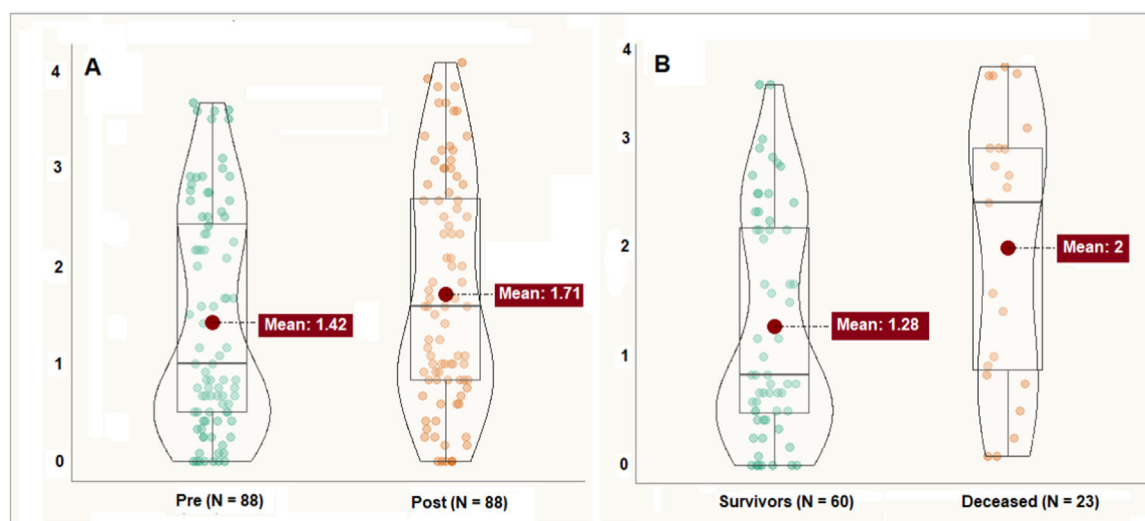 A
4
3
2
1
0
Mean: 1.42
Mean: 1.71
Pre (N = 88)
Post (N = 88)
B
4
3
2
1
0
Mean: 1.28
Mean: 2
Survivors (N = 60)
Deceased (N = 23)